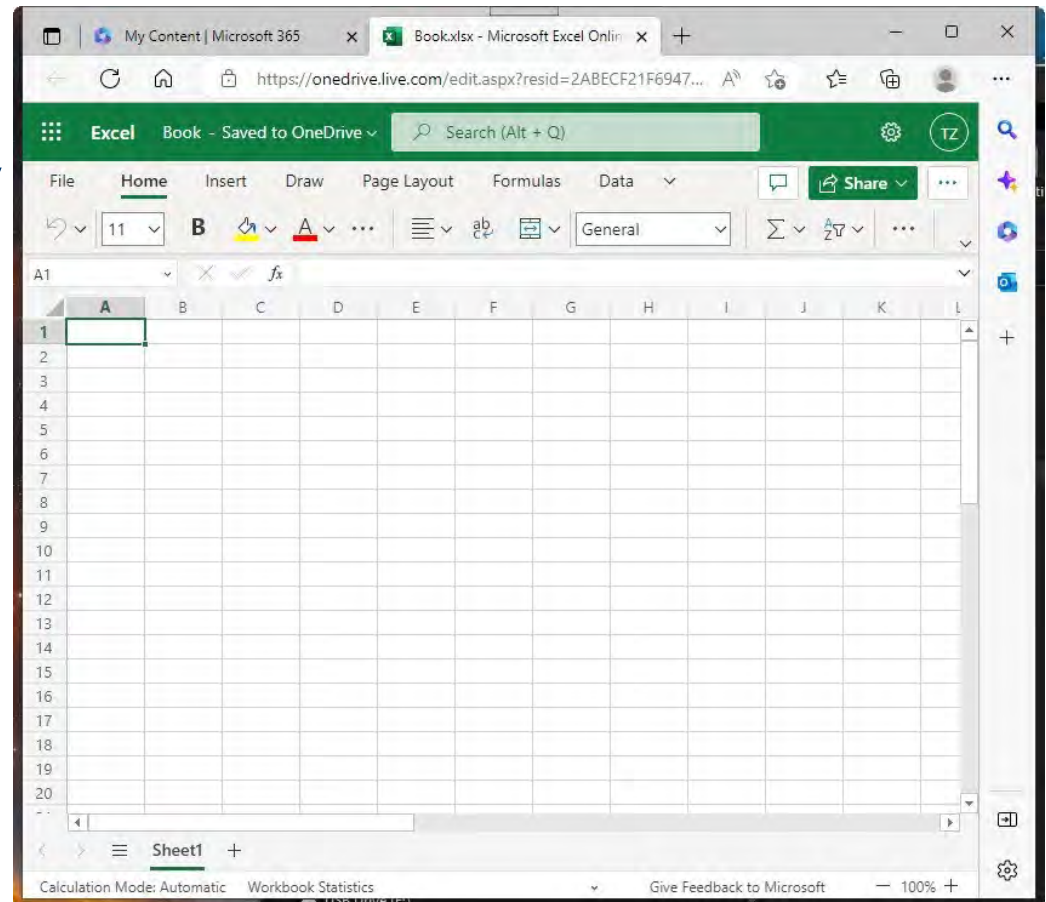 My Content | Microsoft 365
Book.xlsx - Microsoft Excel Onlin
https://onedrive.live.com/edit.aspx?resid=2ABECF21F6947...
Excel Book - Saved to OneDrive
Search (Alt + Q)
TZ
File Home Insert Draw Page Layout Formulas Data
Share
11 B A ab General
A1 fx
A B C D E F G H I J K L
1
2
3
4
5
6
7
8
9
10
11
12
13
14
15
16
17
18
19
20
Sheet1
Calculation Mode: Automatic Workbook Statistics Give Feedback to Microsoft 100%